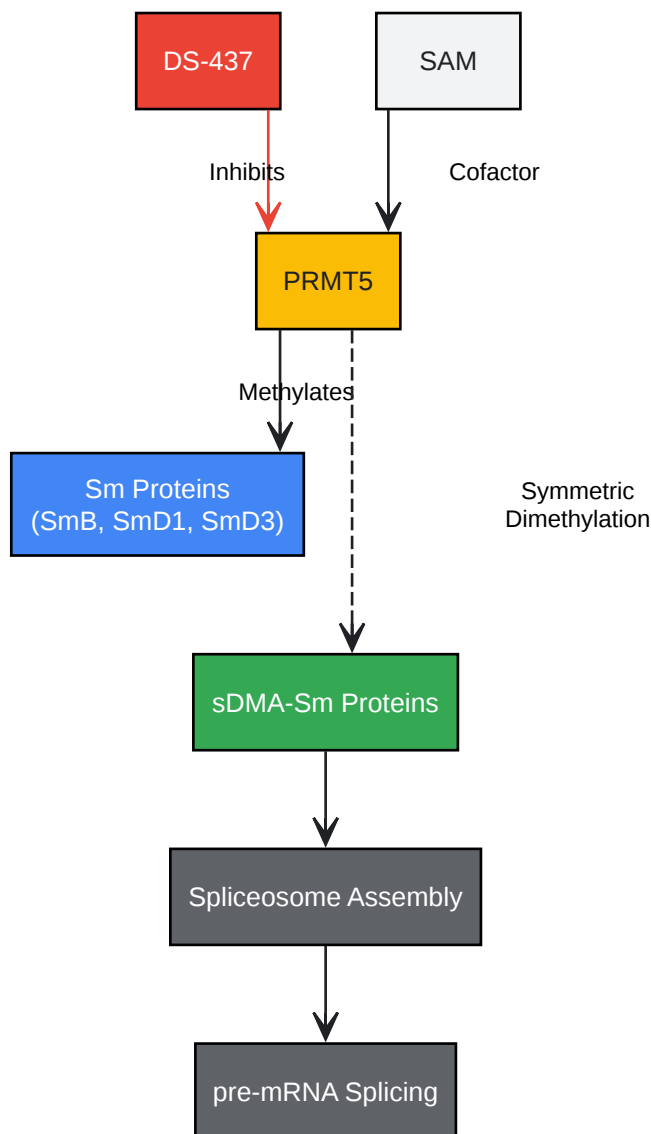 DS-437
SAM
Inhibits
Cofactor
PRMT5
Methylates
Sm Proteins
(SmB, SmD1, SmD3)
Symmetric
Dimethylation
sDMA-Sm Proteins
Spliceosome Assembly
pre-mRNA Splicing